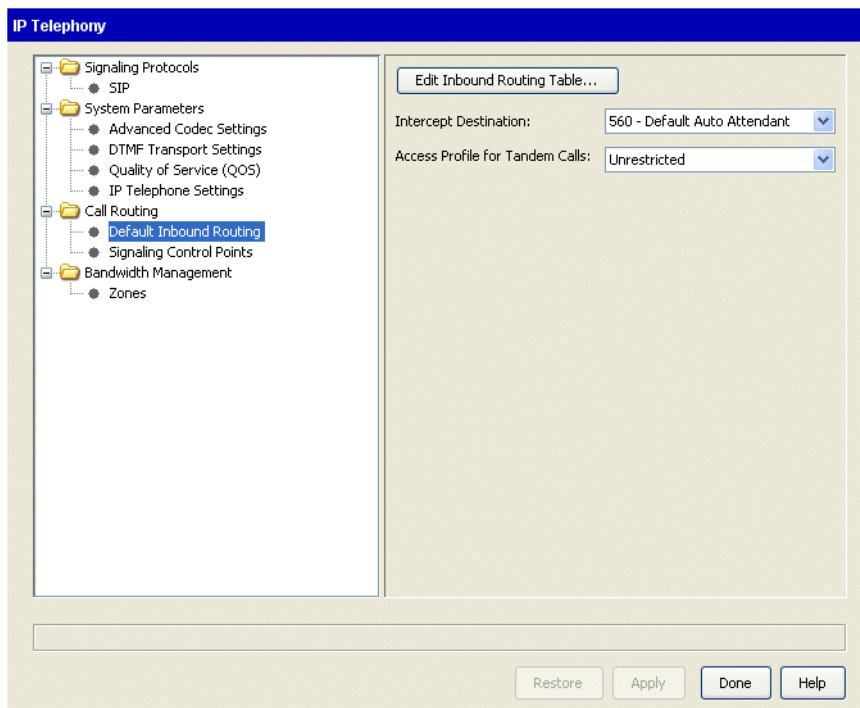 IP Telephony
Signaling Protocols
SIP
System Parameters
Advanced Codec Settings
DTMF Transport Settings
Quality of Service (QOS)
IP Telephone Settings
Call Routing
Default Inbound Routing
Signaling Control Points
Bandwidth Management
Zones
Edit Inbound Routing Table...
Intercept Destination: 560 - Default Auto Attendant
Access Profile for Tandem Calls: Unrestricted
Restore Apply Done Help